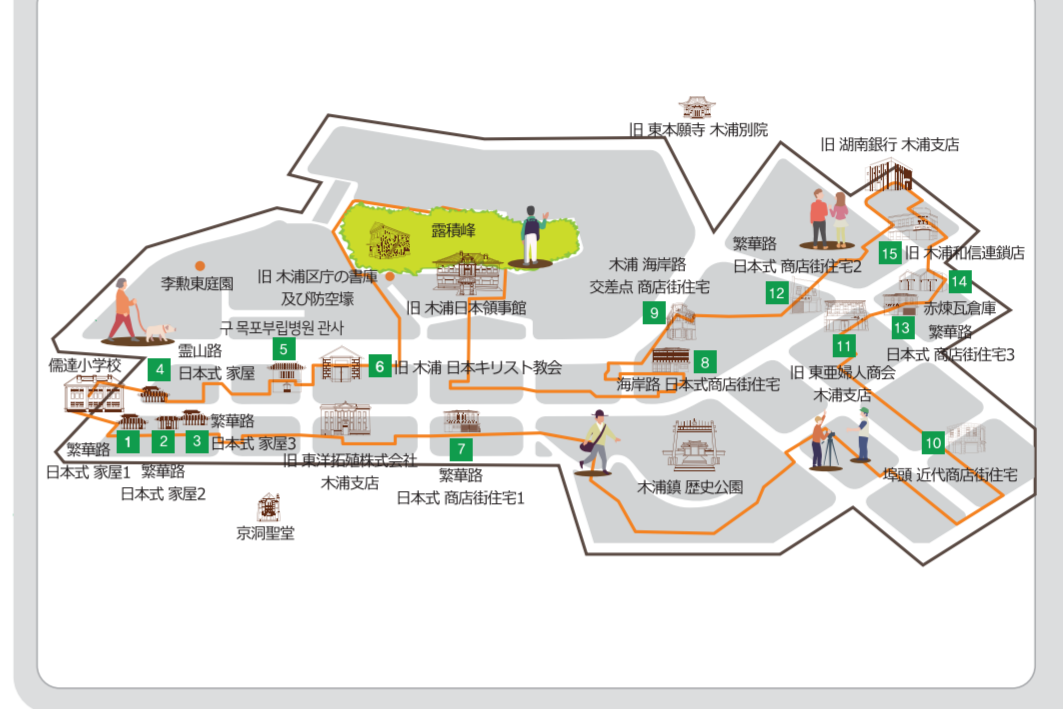 旧 東本願寺 木浦別院
旧 湖南銀行 木浦支店
露積峰
繁華路
日本式 商店街住宅2
15
旧 木浦和信連鎖店
李勲東庭園
旧 木浦区庁の書庫
及び防空壕
旧 木浦日本領事館
木浦 海岸路
交差点 商店街住宅
9
12
14
赤煉瓦倉庫
구 목포부립병원 관사
13
繁華路
日本式 商店街住宅3
11
儒達小学校
4
霊山路
日本式 家屋
5
6
旧 木浦 日本キリスト教会
8
海岸路 日本式商店街住宅
旧 東亜婦人商会
木浦支店
1
2
3
繁華路
日本式 家屋3
繁華路
日本式 家屋1
繁華路
日本式 家屋2
旧 東洋拓殖株式会社
木浦支店
7
繁華路
日本式 商店街住宅1
木浦鎮 歴史公園
10
埠頭 近代商店街住宅
京洞聖堂